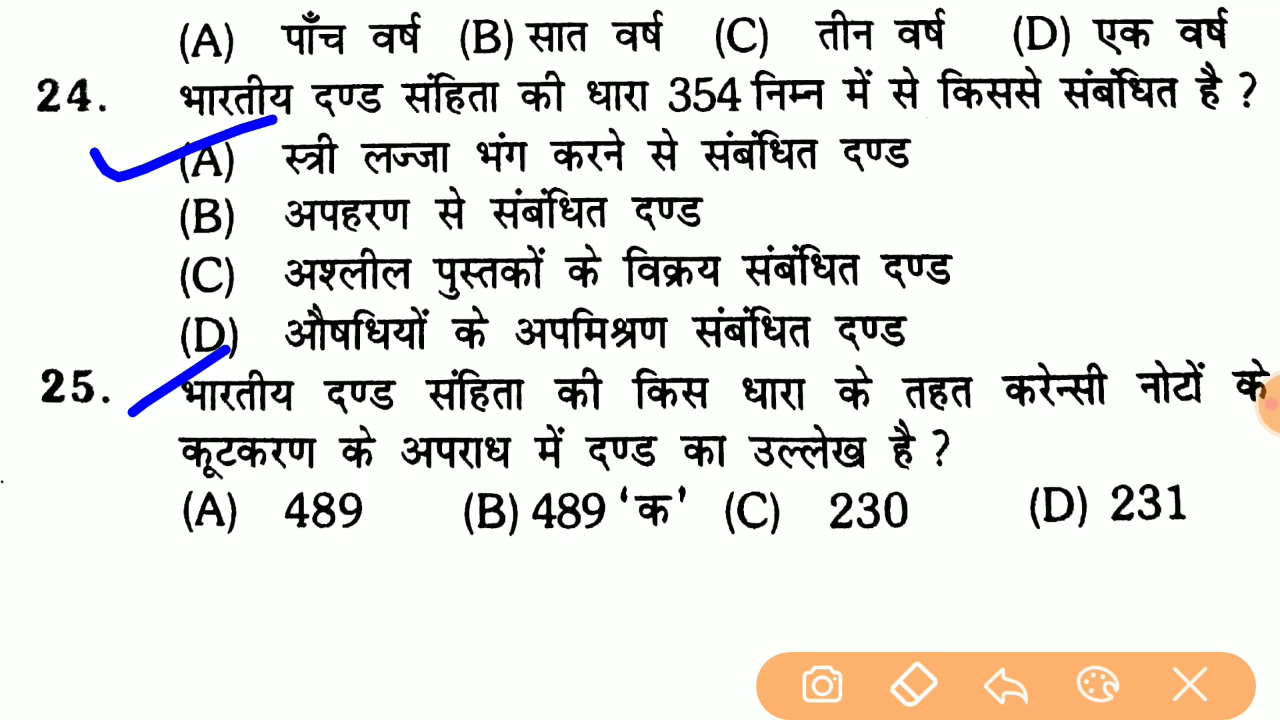 (A) पाँच वर्ष (B) सात वर्ष (C) तीन वर्ष (D) एक वर्ष
24. भारतीय दण्ड संहिता की धारा 354 निम्न में से किससे संबंधित है ?
(A) स्त्री लज्जा भंग करने से संबंधित दण्ड
(B) अपहरण से संबंधित दण्ड
(C) अश्लील पुस्तकों के विक्रय संबंधित दण्ड
(D) औषधियों के अपमिश्रण संबंधित दण्ड
25. भारतीय दण्ड संहिता की किस धारा के तहत करेन्सी नोटों के
कूटकरण के अपराध में दण्ड का उल्लेख है ?
(A) 489 (B) 489 ‘क’ (C) 230 (D) 231